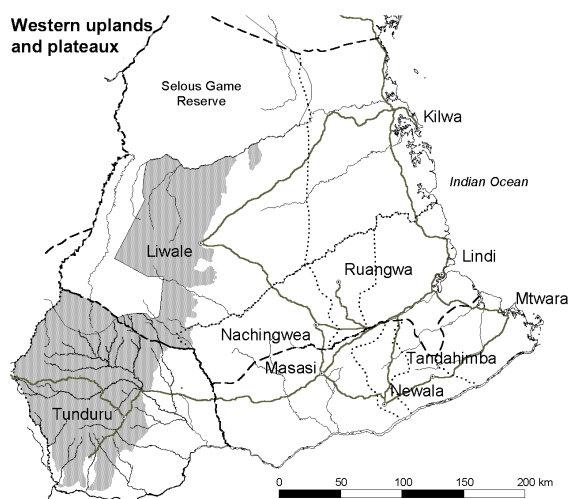 Western uplands
and plateaux
Selous Game
Reserve
Kilwa
Indian Ocean
Liwale
Lindi
Ruangwa
Mtwara
Nachingwea
Tandahimba
Masasi
Newala
Tunduru
0 50 100 150 200 km